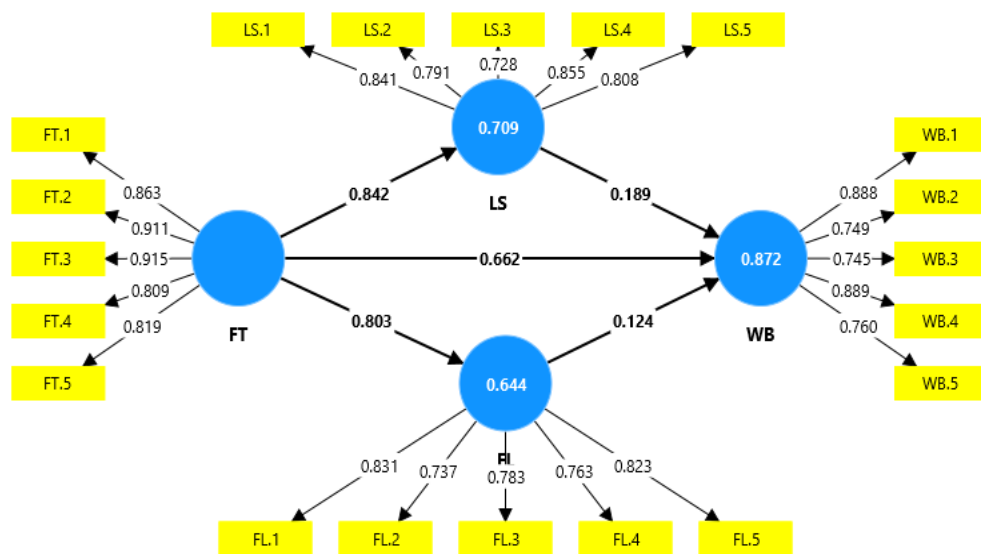 LS.1 LS.2 LS.3 LS.4 LS.5
0.841 0.791 0.728 0.855 0.808
0.709
LS
FT.1
FT.2
FT.3
FT.4
FT.5
0.863
0.911
0.915
0.809
0.819
FT
0.842
0.662
0.803
0.189
0.124
0.872
WB
0.888
0.749
0.745
0.889
0.760
WB.1
WB.2
WB.3
WB.4
WB.5
0.644
FL
0.831 0.737 0.783 0.763 0.823
FL.1 FL.2 FL.3 FL.4 FL.5